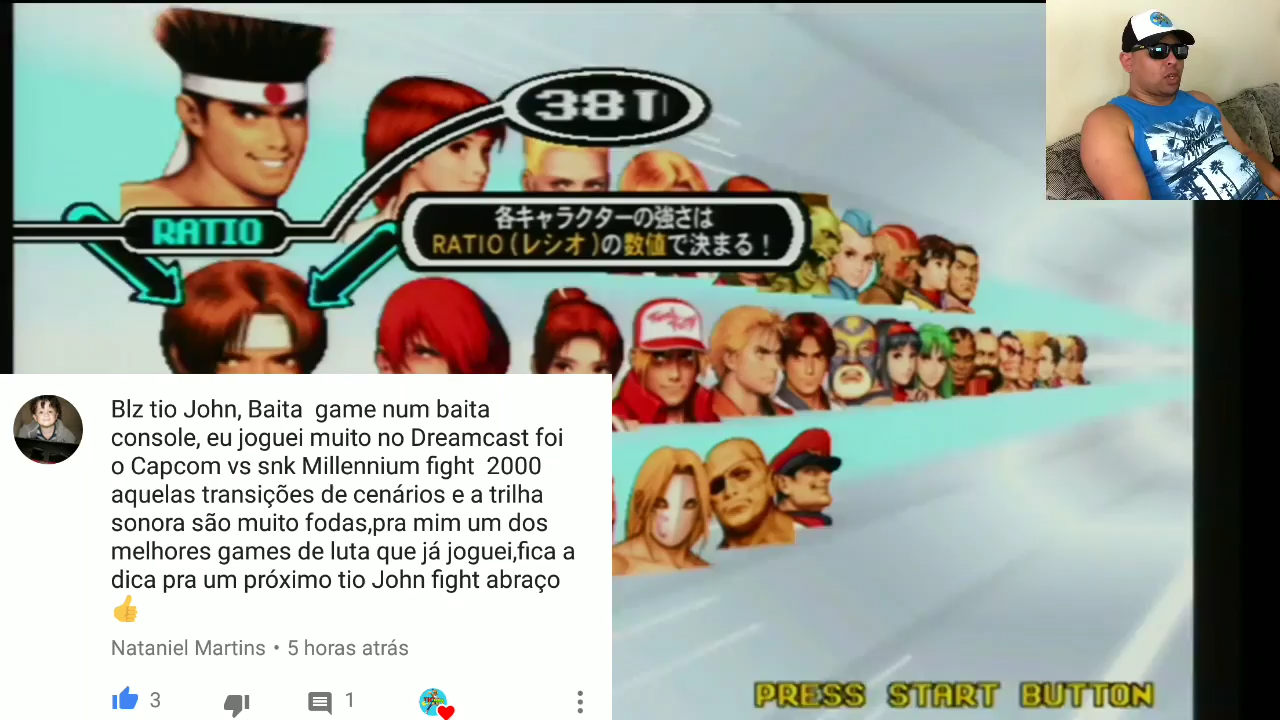 381
RATIO
各キャラクターの強さは
RATIO(レシオ)の数値で決まる!
Blz tio John, Baita game num baita
console, eu joguei muito no Dreamcast foi
o Capcom vs snk Millennium fight 2000
aquelas transições de cenários e a trilha
sonora são muito fodas,pra mim um dos
melhores games de luta que já joguei,fica a
dica pra um próximo tio John fight abraço
👍
Nataniel Martins • 5 horas atrás
3
1
PRESS START BUTTON